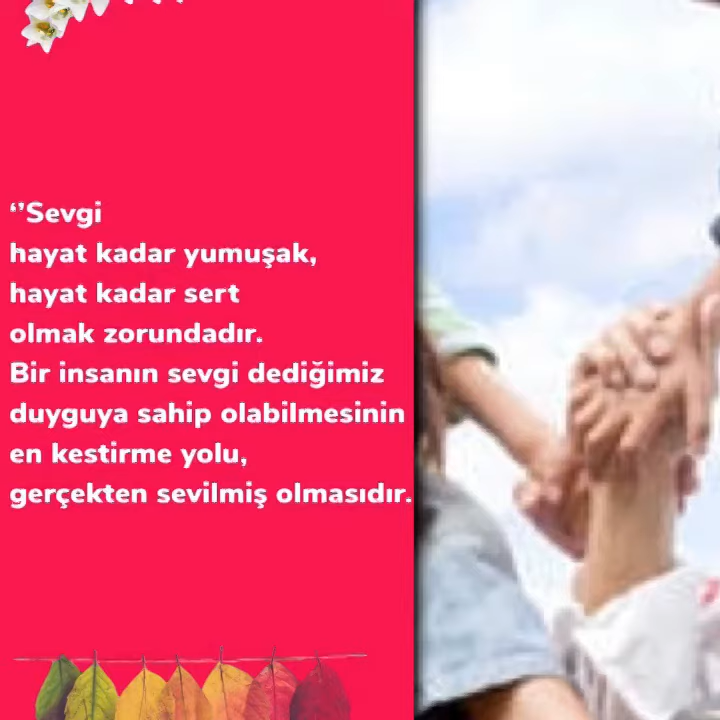 ‘’Sevgi
hayat kadar yumuşak,
hayat kadar sert
olmak zorundadır.
Bir insanın sevgi dediğimiz
duyguya sahip olabilmesinin
en kestirme yolu,
gerçekten sevilmiş olmasıdır.